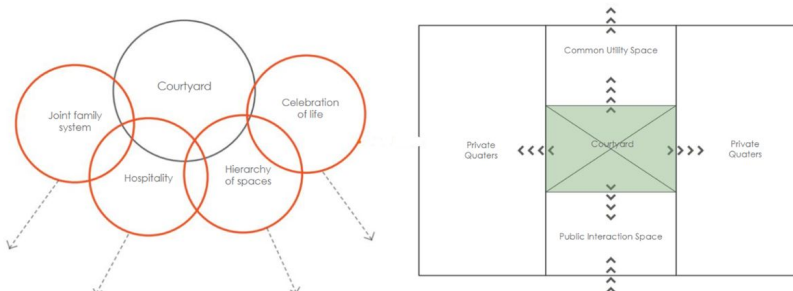 Courtyard
Joint family
system
Celebration
of life
Hospitality
Hierarchy
of spaces
Common Utility Space
Private
Quaters
Courtyard
Private
Quaters
Public Interaction Space